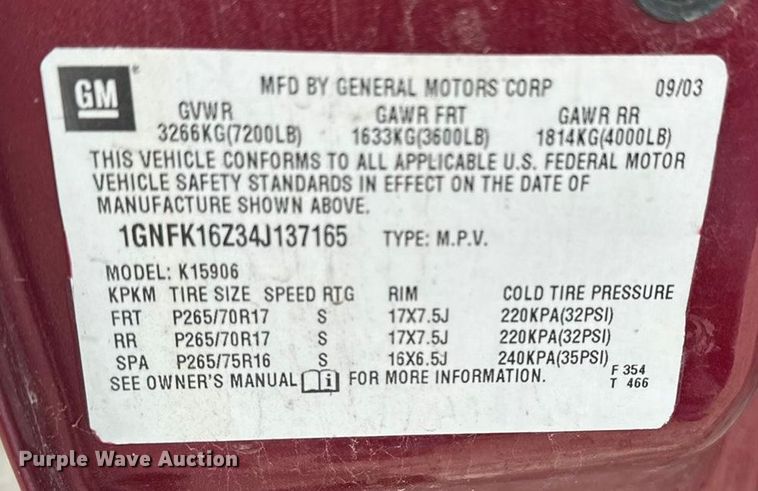 GM ® MFD BY GENERAL MOTORS CORP 09/03
GVWR GAWR FRT GAWR RR
3266KG(7200LB) 1633KG(3600LB) 1814KG(4000LB)
THIS VEHICLE CONFORMS TO ALL APPLICABLE U.S. FEDERAL MOTOR
VEHICLE SAFETY STANDARDS IN EFFECT ON THE DATE OF
MANUFACTURE SHOWN ABOVE.
1GNFK16Z34J137165 TYPE: M.P.V.
MODEL: K15906
KPKM TIRE SIZE SPEED RTG RIM COLD TIRE PRESSURE
FRT P265/70R17 S 17X7.5J 220KPA(32PSI)
RR P265/70R17 S 17X7.5J 220KPA(32PSI)
SPA P265/75R16 S 16X6.5J 240KPA(35PSI)
SEE OWNER'S MANUAL i FOR MORE INFORMATION.
F 354
T 466
Purple Wave Auction